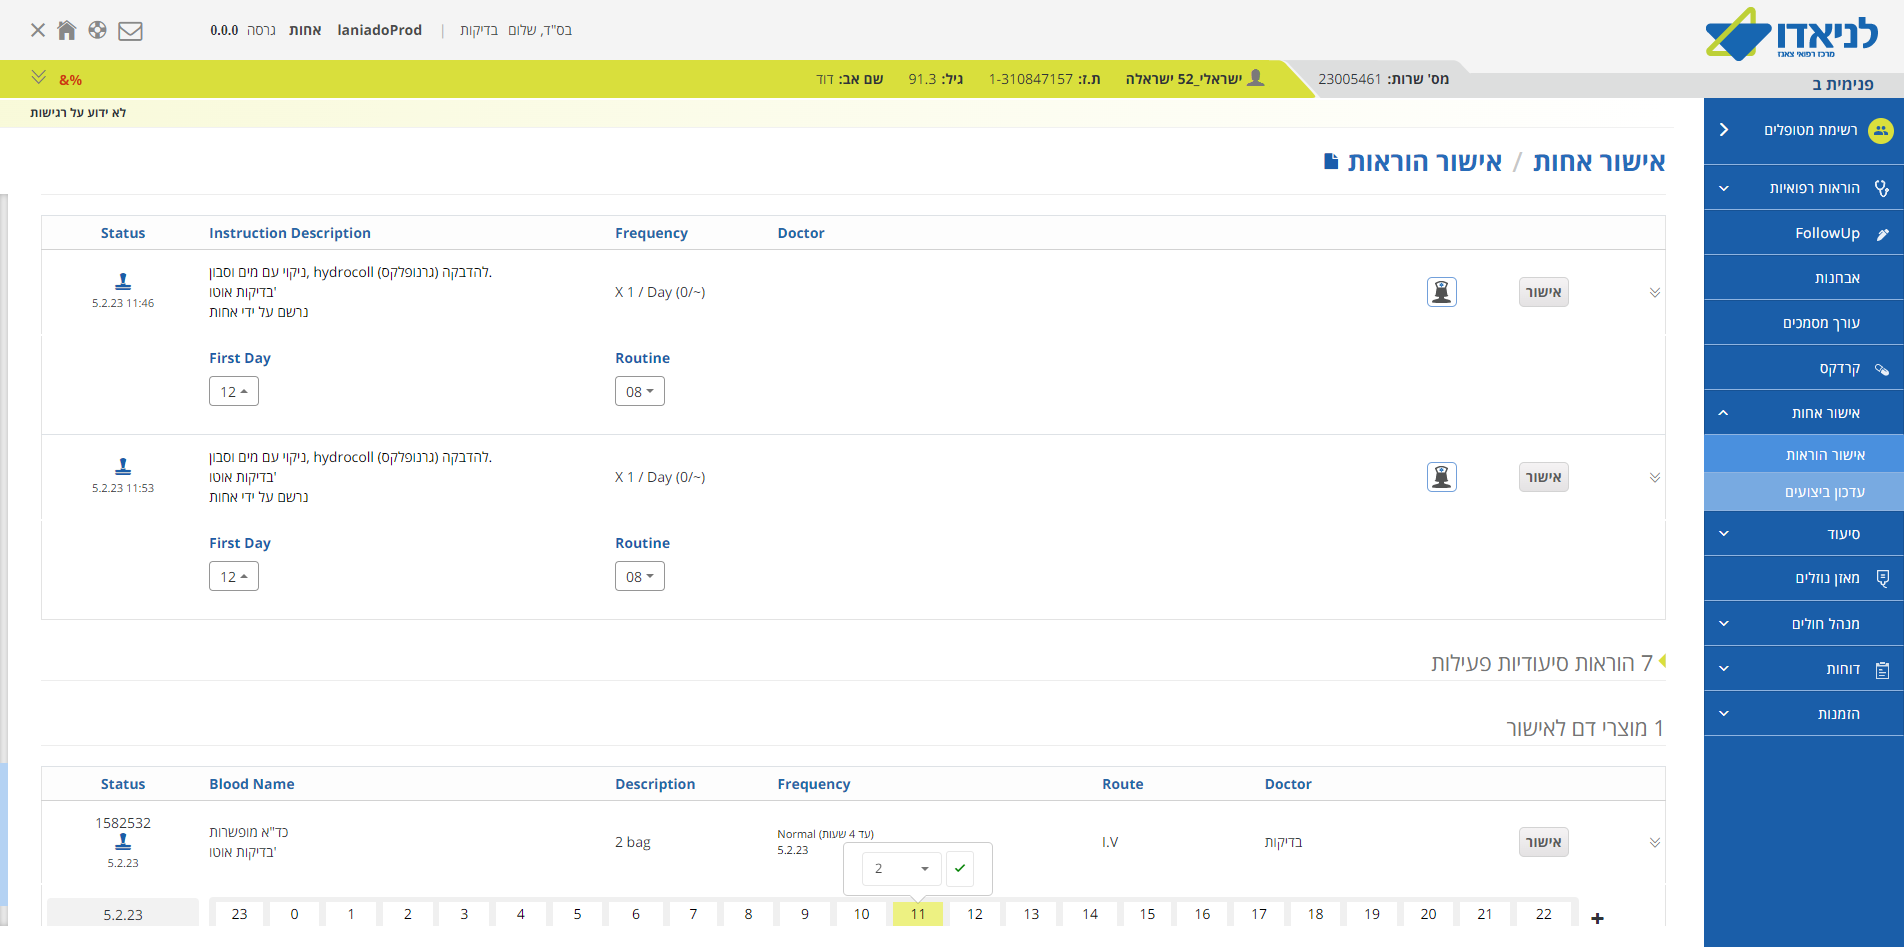 לניאדו
מרכז רפואי צאנז
בס"ד, שלום בדיקות | laniadoProd אחות גרסה 0.0.0
פנימית ב
מס' שרות: 23005461
ישראלי_52 ישראלה ת.ז: 1-310847157 גיל: 91.3 שם אב: דוד
&%
לא ידוע על רגישות
רשימת מטופלים
הוראות רפואיות
FollowUp
אבחנות
עורך מסמכים
קרדקס
אישור אחות
אישור הוראות
עדכון ביצועים
סיעוד
מאזן נוזלים
מנהל חולים
דוחות
הזמנות
אישור אחות / אישור הוראות
Status Instruction Description Frequency Doctor
להדבקה (גרנופלקס) hydrocoll ,ניקוי עם מים וסבון.
בדיקות אוטו'
נרשם על ידי אחות
5.2.23 11:46
X 1 / Day (0/~)
אישור
First Day Routine
12 08
להדבקה (גרנופלקס) hydrocoll ,ניקוי עם מים וסבון.
בדיקות אוטו'
נרשם על ידי אחות
5.2.23 11:53
X 1 / Day (0/~)
אישור
First Day Routine
12 08
7 הוראות סיעודיות פעילות
1 מוצרי דם לאישור
Status Blood Name Description Frequency Route Doctor
1582532
5.2.23
כד"א מופשרות
בדיקות אוטו'
2 bag
Normal (עד 4 שעות)
5.2.23
I.V
בדיקות
אישור
2
5.2.23 23 0 1 2 3 4 5 6 7 8 9 10 11 12 13 14 15 16 17 18 19 20 21 22 +